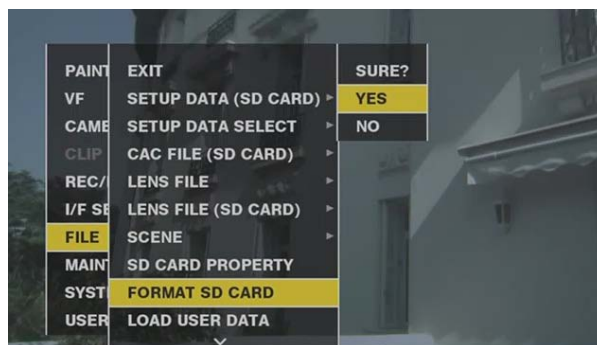 PAINT
VF
CAME
CLIP
REC/
I/F SE
FILE
MAIN
SYST
USER
EXIT
SETUP DATA (SD CARD)
SETUP DATA SELECT
CAC FILE (SD CARD)
LENS FILE
LENS FILE (SD CARD)
SCENE
SD CARD PROPERTY
FORMAT SD CARD
LOAD USER DATA
SURE?
YES
NO